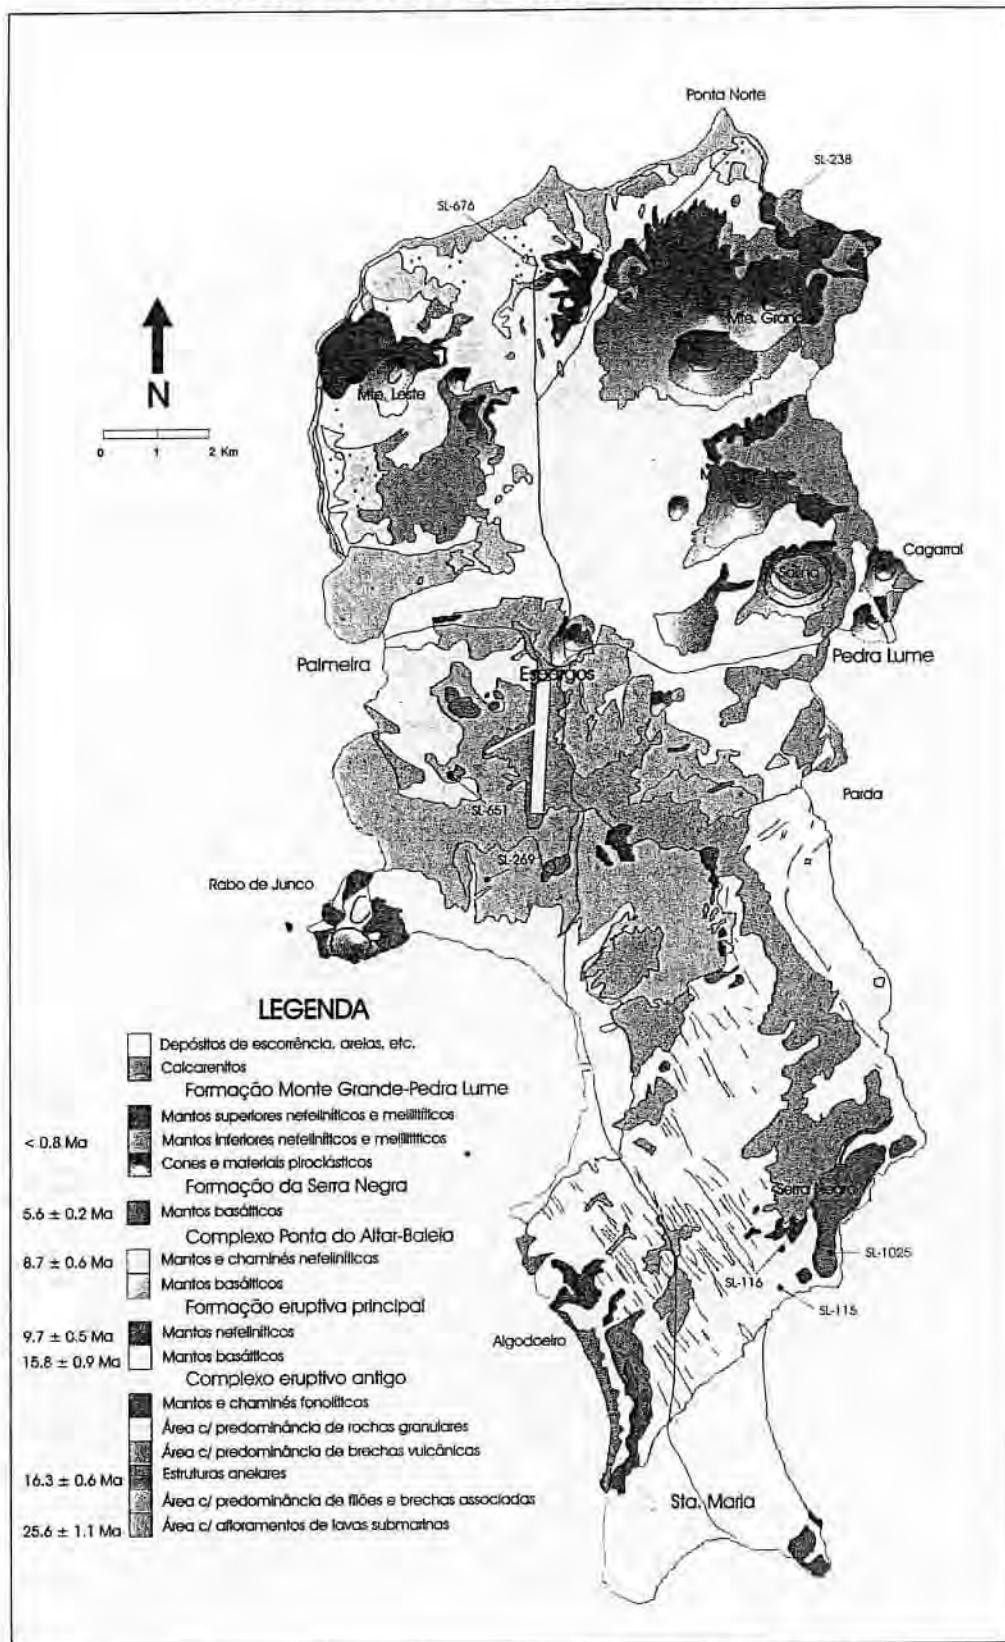 Ponta Norte
SL-238
SL-676
Mte. Grande
N
Mte. Leste
0 1 2 Km
Salina
Cagarral
Palmeira
Espargos
Pedra Lume
SL-651
Parda
SL-269
Rabo de Junco
LEGENDA
Depósitos de escorrência, areias, etc.
Calcarenitos
Formação Monte Grande-Pedra Lume
Mantos superiores nefeliníticos e melilitíticos
< 0.8 Ma Mantos inferiores nefeliníticos e melilitíticos
Cones e materiais piroclásticos
Formação da Serra Negra
5.6 ± 0.2 Ma Mantos basálticos
Complexo Ponta do Altar-Baleia
8.7 ± 0.6 Ma Mantos e chaminés nefeliníticas
Mantos basálticos
Formação eruptiva principal
9.7 ± 0.5 Ma Mantos nefeliníticos
15.8 ± 0.9 Ma Mantos basálticos
Complexo eruptivo antigo
Mantos e chaminés fonolíticas
Área c/ predominância de rochas granulares
Área c/ predominância de brechas vulcânicas
16.3 ± 0.6 Ma Estruturas anelares
Área c/ predominância de filões e brechas associadas
25.6 ± 1.1 Ma Área c/ afloramentos de lavas submarinas
Serra Negra
SL-1025
SL-116
SL-115
Algodoeiro
Sta. Maria